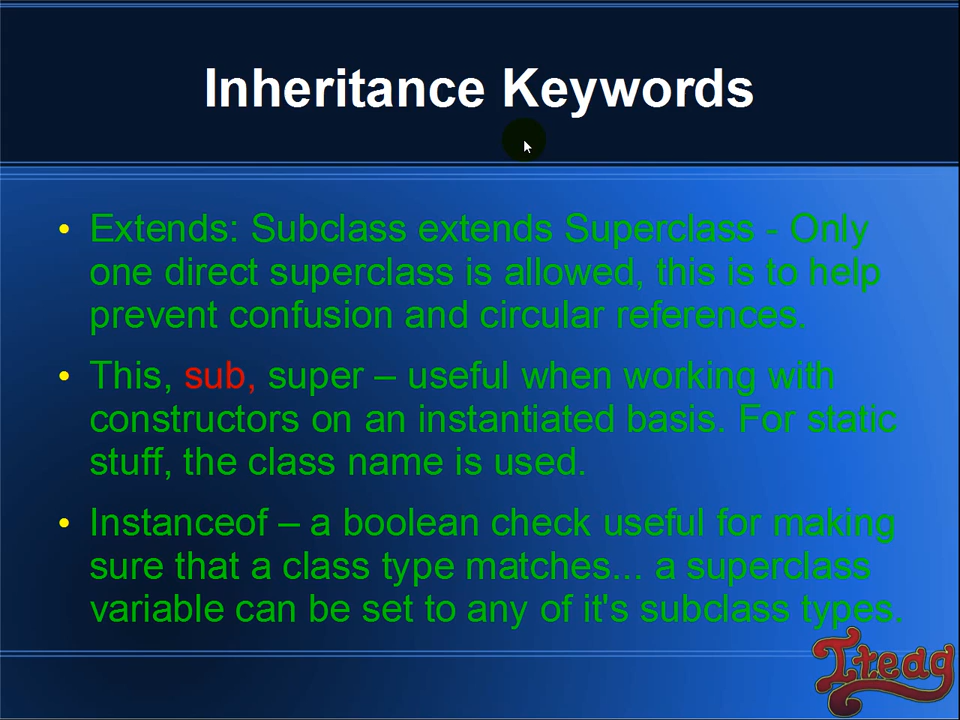 Inheritance Keywords
• Extends: Subclass extends Superclass - Only
one direct superclass is allowed, this is to help
prevent confusion and circular references.
• This, sub, super – useful when working with
constructors on an instantiated basis. For static
stuff, the class name is used.
• Instanceof – a boolean check useful for making
sure that a class type matches... a superclass
variable can be set to any of it's subclass types.
Itedg